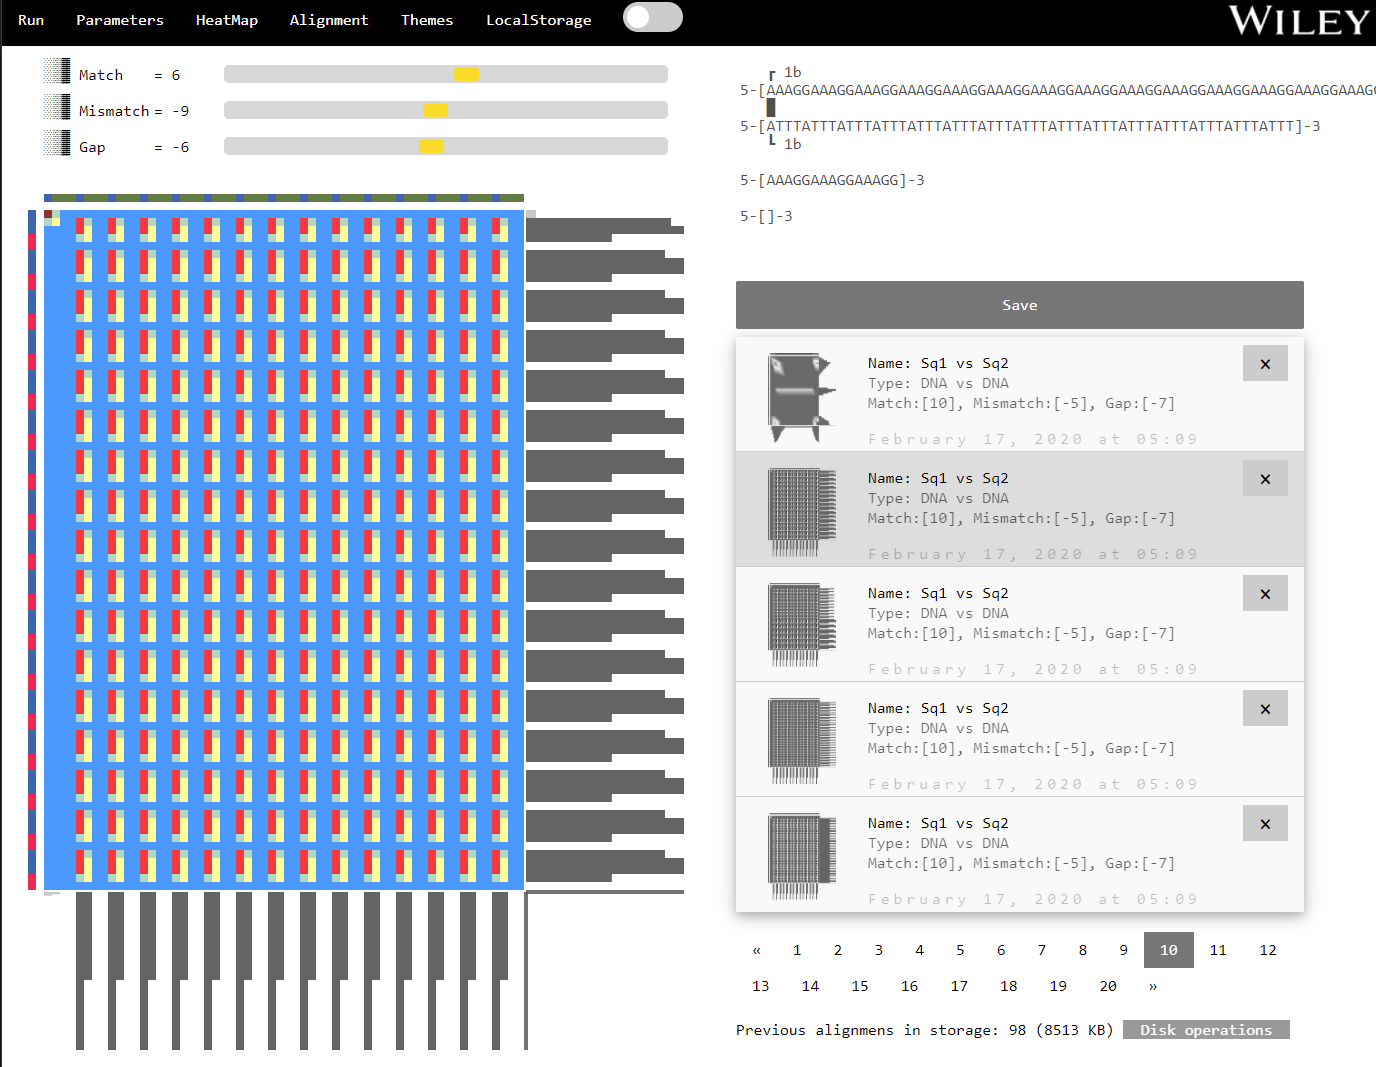 Run Parameters HeatMap Alignment Themes LocalStorage WILEY
Match = 6
Mismatch = -9
Gap = -6
┏ 1b
5-[AAAGGAAAGGAAAGGAAAGGAAAGGAAAGGAAAGGAAAGGAAAGGAAAGGAAAGGAAAGGAAAGGAAAGG
5-[ATTTATTTATTTATTTATTTATTTATTTATTTATTTATTTATTTATTTATTTATTTATTT]-3
┗ 1b
5-[AAAGGAAAGGAAAGG]-3
5-[]-3
Save
Name: Sq1 vs Sq2 ×
Type: DNA vs DNA
Match:[10], Mismatch:[-5], Gap:[-7]
February 17, 2020 at 05:09
Name: Sq1 vs Sq2 ×
Type: DNA vs DNA
Match:[10], Mismatch:[-5], Gap:[-7]
February 17, 2020 at 05:09
Name: Sq1 vs Sq2 ×
Type: DNA vs DNA
Match:[10], Mismatch:[-5], Gap:[-7]
February 17, 2020 at 05:09
Name: Sq1 vs Sq2 ×
Type: DNA vs DNA
Match:[10], Mismatch:[-5], Gap:[-7]
February 17, 2020 at 05:09
Name: Sq1 vs Sq2 ×
Type: DNA vs DNA
Match:[10], Mismatch:[-5], Gap:[-7]
February 17, 2020 at 05:09
« 1 2 3 4 5 6 7 8 9 10 11 12
13 14 15 16 17 18 19 20 »
Previous alignmens in storage: 98 (8513 KB) Disk operations